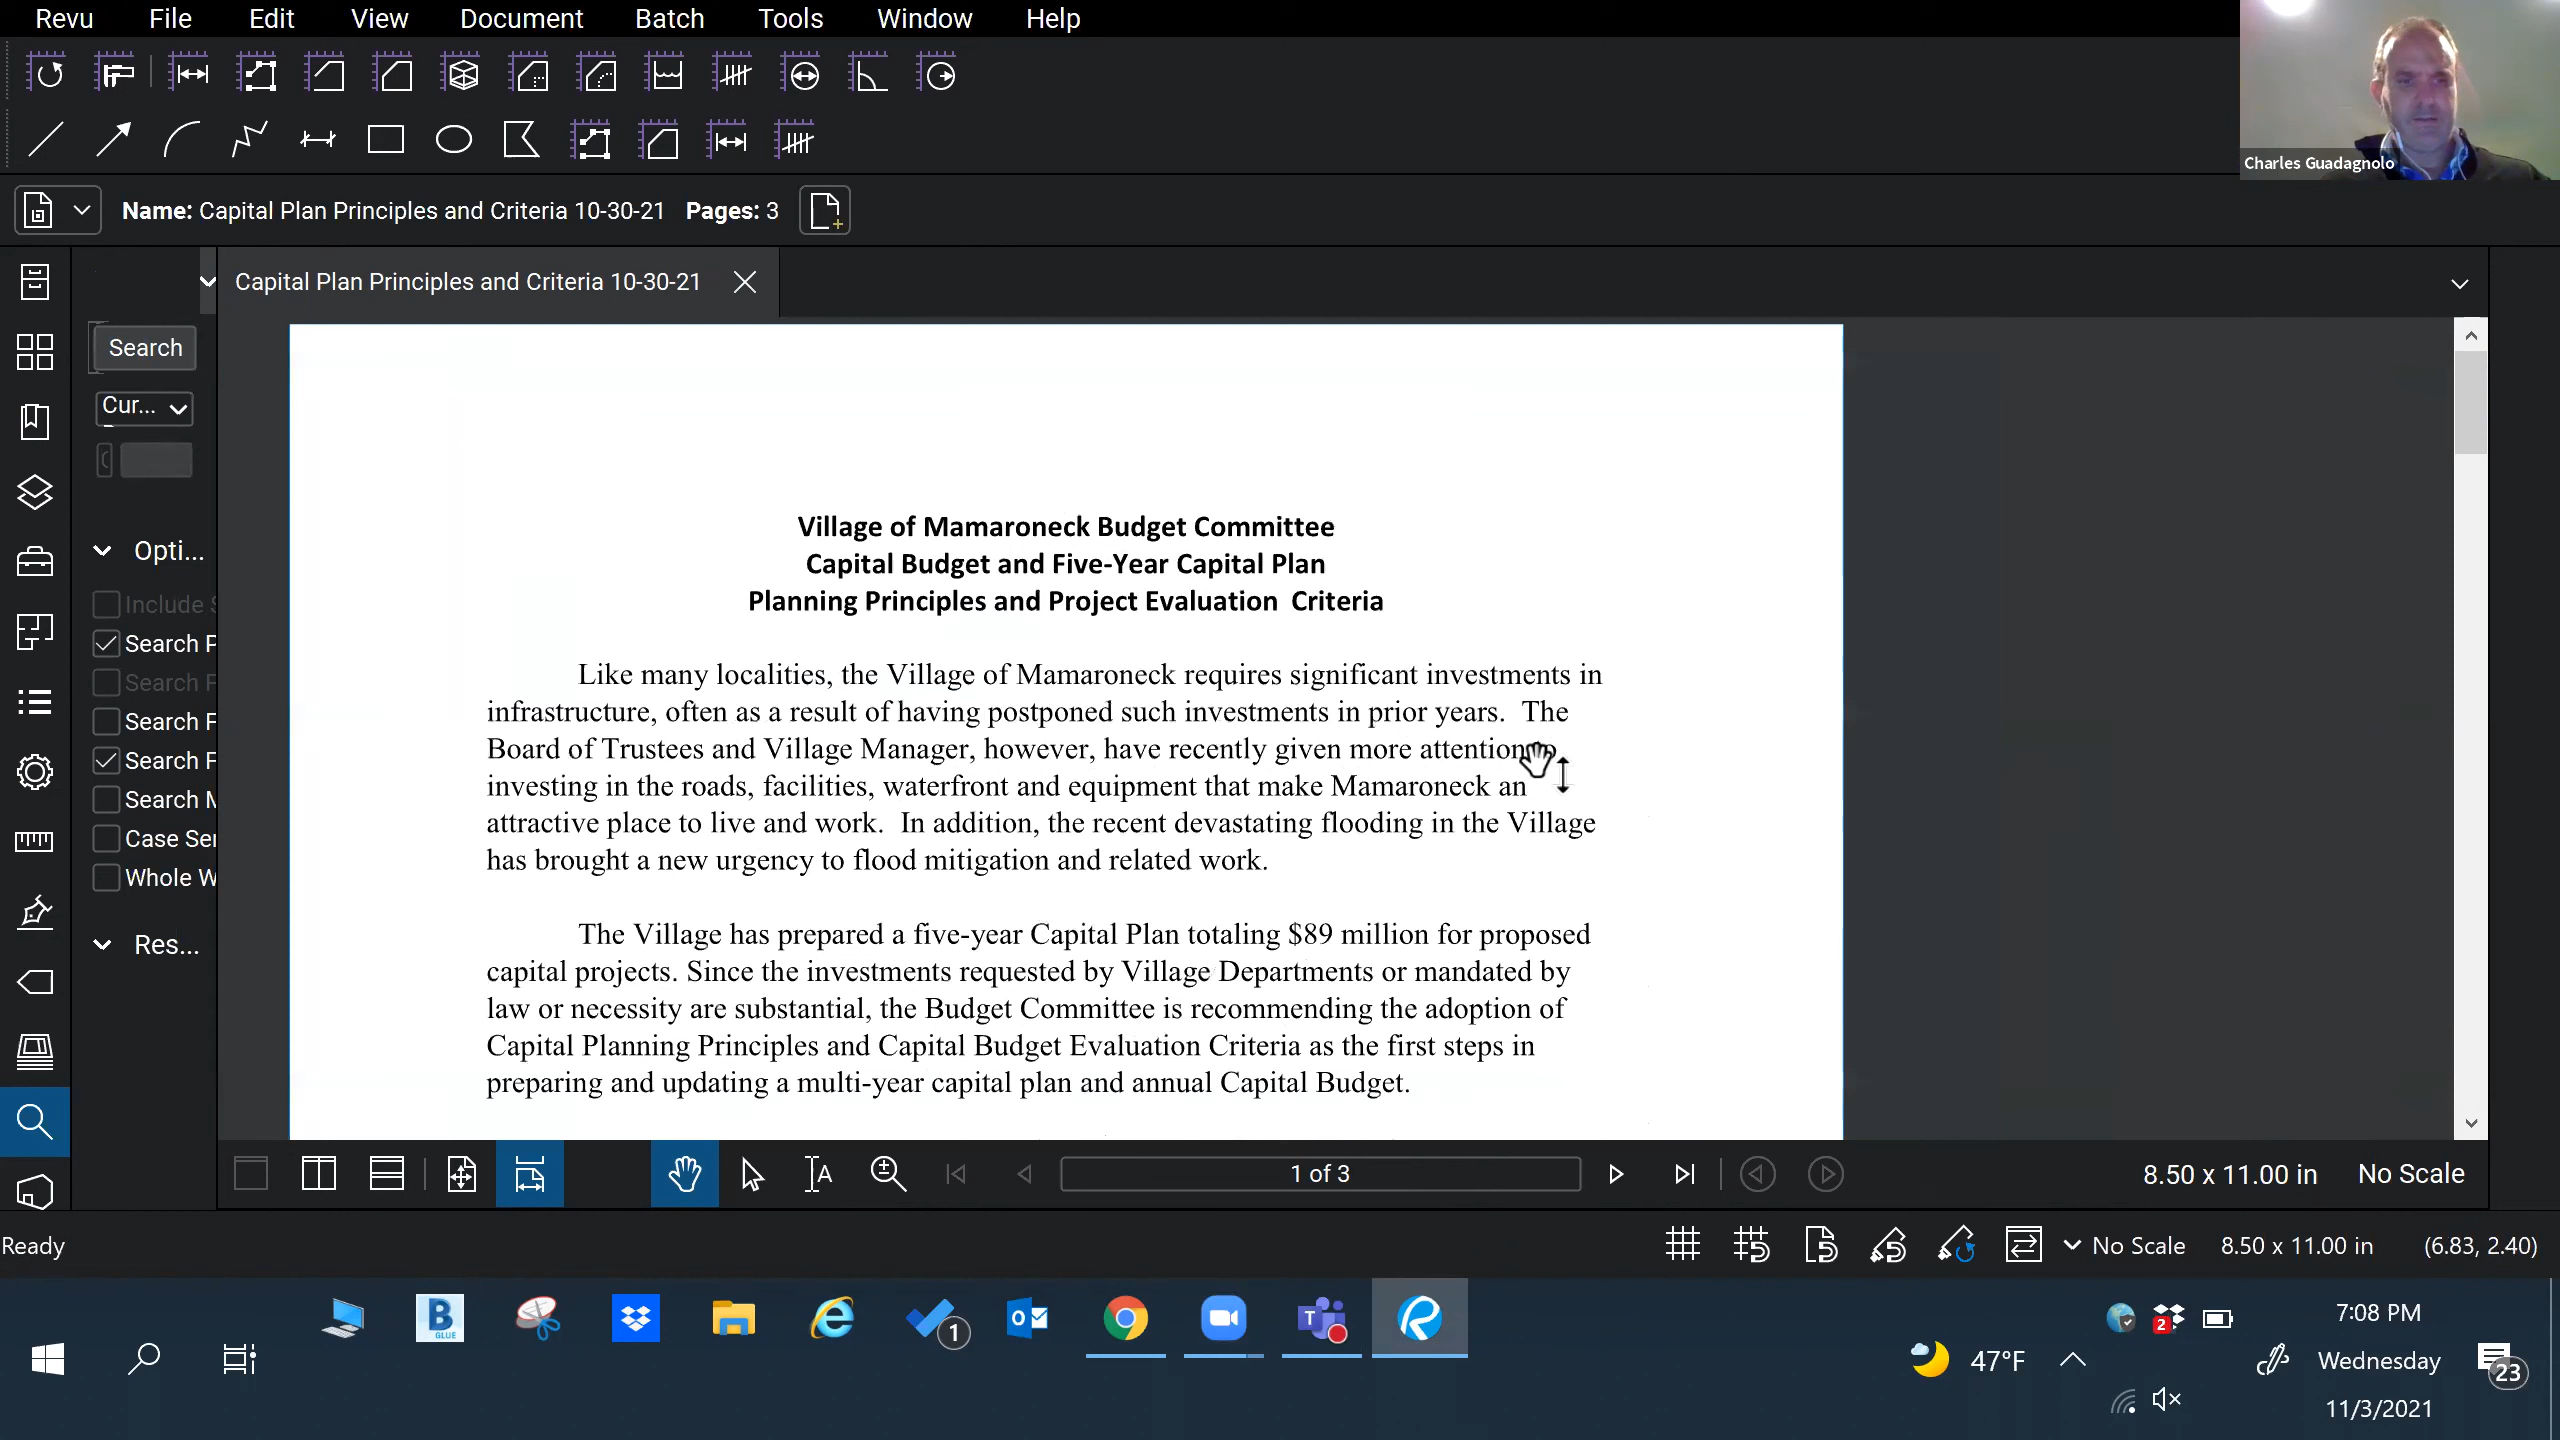 Revu File Edit View Document Batch Tools Window Help
Charles Guadagnolo
Name: Capital Plan Principles and Criteria 10-30-21 Pages: 3
Capital Plan Principles and Criteria 10-30-21
Search
Cur...
Opti...
Include S
Search P
Search F
Search F
Search F
Search M
Case Sen
Whole W
Res...
Village of Mamaroneck Budget Committee
Capital Budget and Five-Year Capital Plan
Planning Principles and Project Evaluation Criteria
Like many localities, the Village of Mamaroneck requires significant investments in
infrastructure, often as a result of having postponed such investments in prior years. The
Board of Trustees and Village Manager, however, have recently given more attention
investing in the roads, facilities, waterfront and equipment that make Mamaroneck an
attractive place to live and work. In addition, the recent devastating flooding in the Village
has brought a new urgency to flood mitigation and related work.
The Village has prepared a five-year Capital Plan totaling $89 million for proposed
capital projects. Since the investments requested by Village Departments or mandated by
law or necessity are substantial, the Budget Committee is recommending the adoption of
Capital Planning Principles and Capital Budget Evaluation Criteria as the first steps in
preparing and updating a multi-year capital plan and annual Capital Budget.
1 of 3
8.50 x 11.00 in No Scale
Ready
No Scale 8.50 x 11.00 in (6.83, 2.40)
B
GLUE
1
2
7:08 PM
47°F
Wednesday
23
11/3/2021